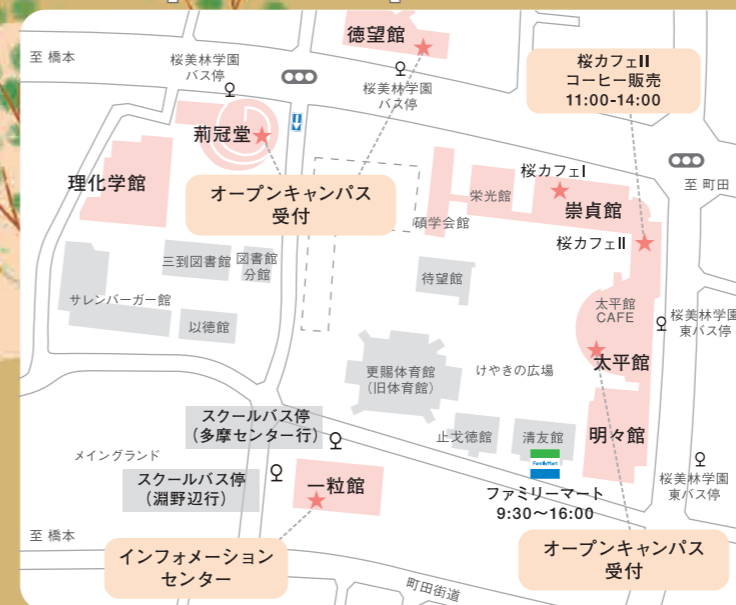 徳望館
至 橋本
桜美林学園
バス停
桜美林学園
バス停
桜カフェII
コーヒー販売
11:00-14:00
荊冠堂
理化学館
オープンキャンパス
受付
桜カフェI
栄光館
崇貞館
碩学会館
至 町田
桜カフェII
三到図書館
図書館
分館
待望館
サレンバーガー館
以徳館
太平館
CAFE
桜美林学園
東バス停
太平館
更賜体育館
(旧体育館)
けやきの広場
スクールバス停
(多摩センター行)
止戈徳館
清友館
明々館
FamilyMart
メイングランド
スクールバス停
(淵野辺行)
一粒館
ファミリーマート
9:30〜16:00
桜美林学園
東バス停
至 橋本
インフォメーション
センター
オープンキャンパス
受付
町田街道